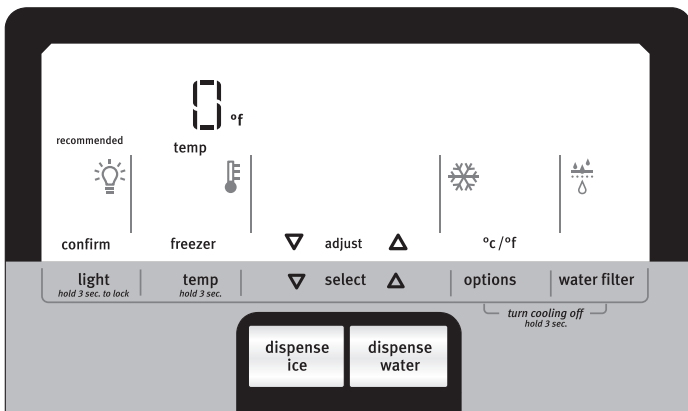 0 °f
recommended
temp
confirm freezer adjust °c/°f
light temp select options water filter
hold 3 sec. to lock hold 3 sec.
turn cooling off
hold 3 sec.
dispense ice
dispense water